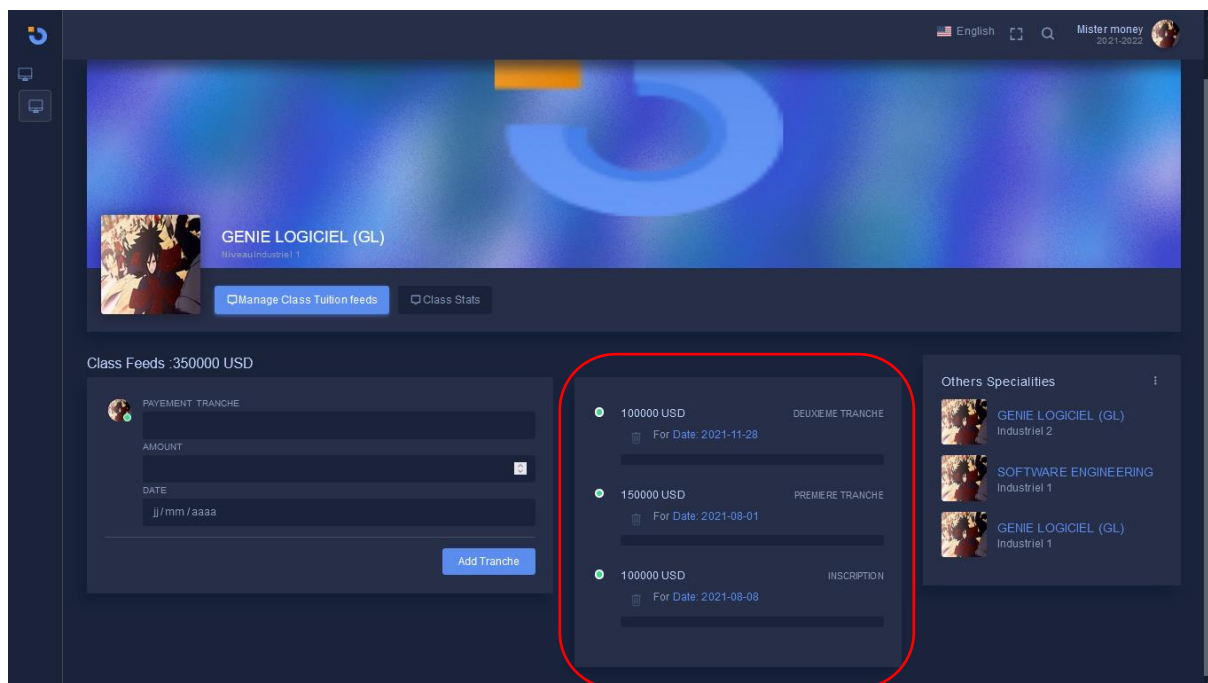 English
Mister money
2021-2022
GENIE LOGICIEL (GL)
NiveauIndustriel 1
Manage Class Tuition feeds
Class Stats
Class Feeds :350000 USD
PAYEMENT TRANCHE
AMOUNT
DATE
jj/mm/aaaa
Add Tranche
100000 USD DEUXIEME TRANCHE
For Date: 2021-11-28
150000 USD PREMIERE TRANCHE
For Date: 2021-08-01
100000 USD INSCRIPTION
For Date: 2021-08-08
Others Specialities
GENIE LOGICIEL (GL)
Industriel 2
SOFTWARE ENGINEERING
Industriel 1
GENIE LOGICIEL (GL)
Industriel 1